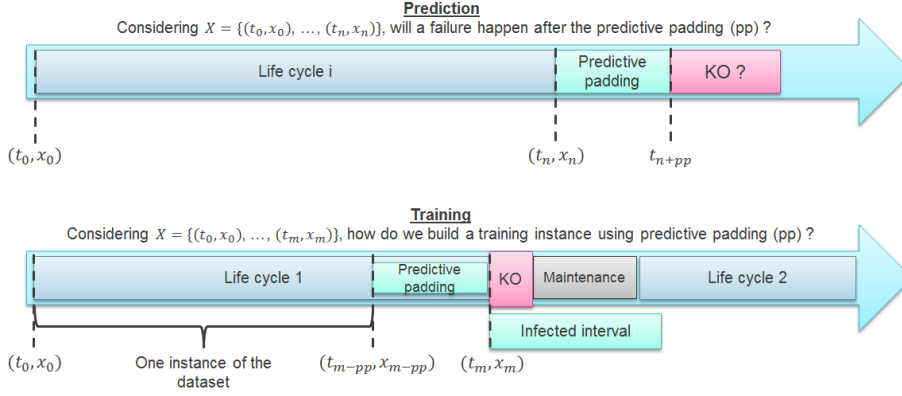 Prediction
Considering X = {(t₀, x₀), …, (tₙ, xₙ)}, will a failure happen after the predictive padding (pp) ?
Life cycle i
Predictive
padding
KO ?
(t₀, x₀)
(tₙ, xₙ)
tₙ₊ₚₚ
Training
Considering X = {(t₀, x₀), …, (tₘ, xₘ)}, how do we build a training instance using predictive padding (pp) ?
Life cycle 1
Predictive
padding
KO
Maintenance
Life cycle 2
Infected interval
(t₀, x₀)
One instance of the
dataset
(tₘ₋ₚₚ, xₘ₋ₚₚ)
(tₘ, xₘ)